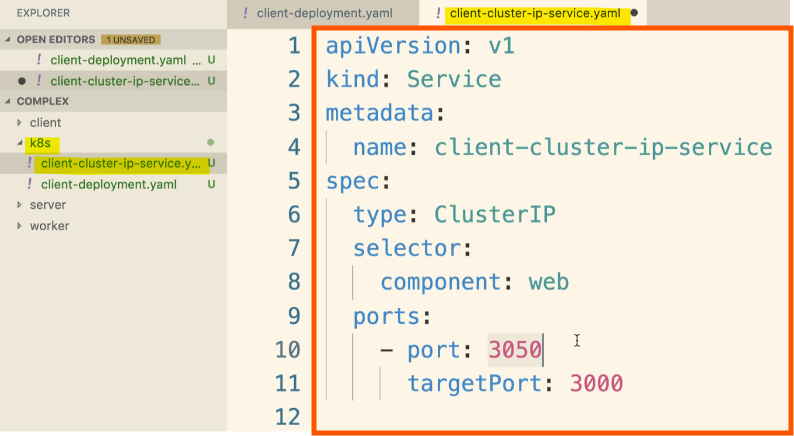 EXPLORER
OPEN EDITORS 1 UNSAVED
! client-deployment.yaml ... U
● ! client-cluster-ip-service... U
COMPLEX
client
k8s
! client-cluster-ip-service.y... U
! client-deployment.yaml U
server
worker
! client-deployment.yaml ! client-cluster-ip-service.yaml ●
1 apiVersion: v1
2 kind: Service
3 metadata:
4   name: client-cluster-ip-service
5 spec:
6   type: ClusterIP
7   selector:
8     component: web
9   ports:
10     - port: 3050
11       targetPort: 3000
12